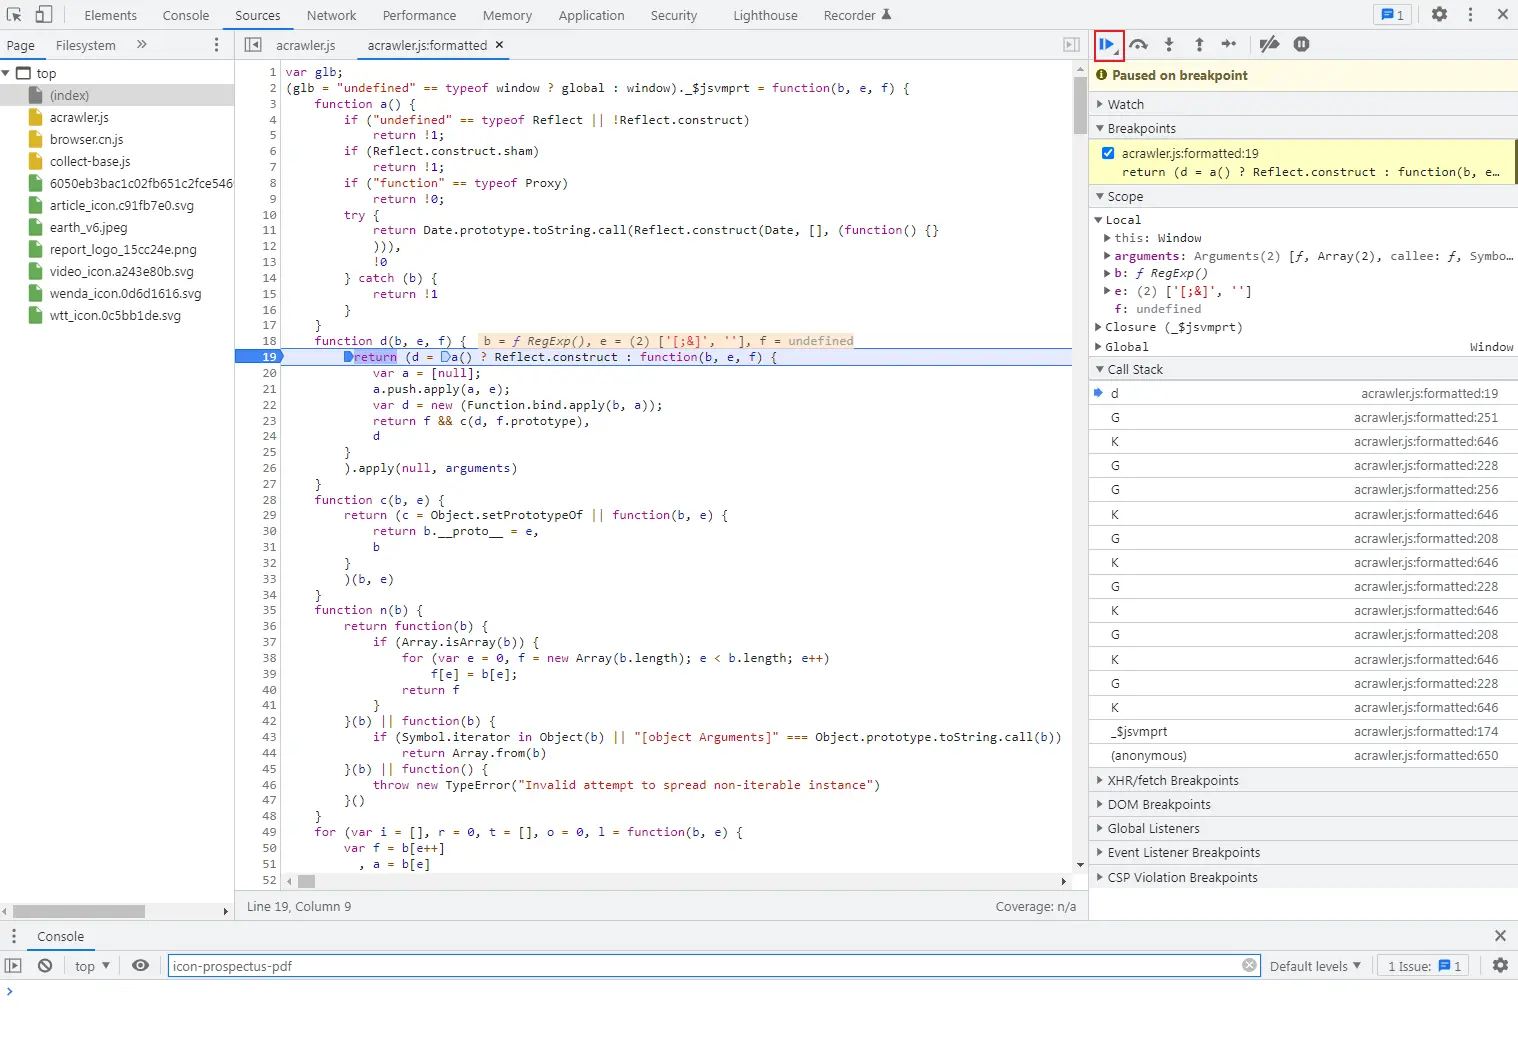 Elements Console Sources Network Performance Memory Application Security Lighthouse Recorder 1
Page Filesystem
acrawler.js acrawler.js:formatted
top
(index)
acrawler.js
browser.cn.js
collect-base.js
6050eb3bac1c02fb651c2fce546
article_icon.c91fb7e0.svg
earth_v6.jpeg
report_logo_15cc24e.png
video_icon.a243e80b.svg
wenda_icon.0d6d1616.svg
wtt_icon.0c5bb1de.svg
1 var glb;
2 (glb = "undefined" == typeof window ? global : window)._$jsvmprt = function(b, e, f) {
3 function a() {
4 if ("undefined" == typeof Reflect || !Reflect.construct)
5 return !1;
6 if (Reflect.construct.sham)
7 return !1;
8 if ("function" == typeof Proxy)
9 return !0;
10 try {
11 return Date.prototype.toString.call(Reflect.construct(Date, [], (function() {}
12 ))),
13 !0
14 } catch (b) {
15 return !1
16 }
17 }
18 function d(b, e, f) { b = ƒ RegExp(), e = (2) ['[;&]', ''], f = undefined
19 return (d = a() ? Reflect.construct : function(b, e, f) {
20 var a = [null];
21 a.push.apply(a, e);
22 var d = new (Function.bind.apply(b, a));
23 return f && c(d, f.prototype),
24 d
25 }
26 ).apply(null, arguments)
27 }
28 function c(b, e) {
29 return (c = Object.setPrototypeOf || function(b, e) {
30 return b.__proto__ = e,
31 b
32 }
33 )(b, e)
34 }
35 function n(b) {
36 return function(b) {
37 if (Array.isArray(b)) {
38 for (var e = 0, f = new Array(b.length); e < b.length; e++)
39 f[e] = b[e];
40 return f
41 }
42 }(b) || function(b) {
43 if (Symbol.iterator in Object(b) || "[object Arguments]" === Object.prototype.toString.call(b))
44 return Array.from(b)
45 }(b) || function() {
46 throw new TypeError("Invalid attempt to spread non-iterable instance")
47 }()
48 }
49 for (var i = [], r = 0, t = [], o = 0, l = function(b, e) {
50 var f = b[e++]
51 , a = b[e]
52
Line 19, Column 9 Coverage: n/a
Paused on breakpoint
Watch
Breakpoints
acrawler.js:formatted:19
return (d = a() ? Reflect.construct : function(b, e…
Scope
Local
this: Window
arguments: Arguments(2) [ƒ, Array(2), callee: ƒ, Symbo…
b: ƒ RegExp()
e: (2) ['[;&]', '']
f: undefined
Closure (_$jsvmprt)
Global Window
Call Stack
d acrawler.js:formatted:19
G acrawler.js:formatted:251
K acrawler.js:formatted:646
G acrawler.js:formatted:228
G acrawler.js:formatted:256
K acrawler.js:formatted:646
G acrawler.js:formatted:208
K acrawler.js:formatted:646
G acrawler.js:formatted:228
K acrawler.js:formatted:646
G acrawler.js:formatted:208
K acrawler.js:formatted:646
G acrawler.js:formatted:228
K acrawler.js:formatted:646
_$jsvmprt acrawler.js:formatted:174
(anonymous) acrawler.js:formatted:650
XHR/fetch Breakpoints
DOM Breakpoints
Global Listeners
Event Listener Breakpoints
CSP Violation Breakpoints
Console
top icon-prospectus-pdf Default levels 1 Issue: 1